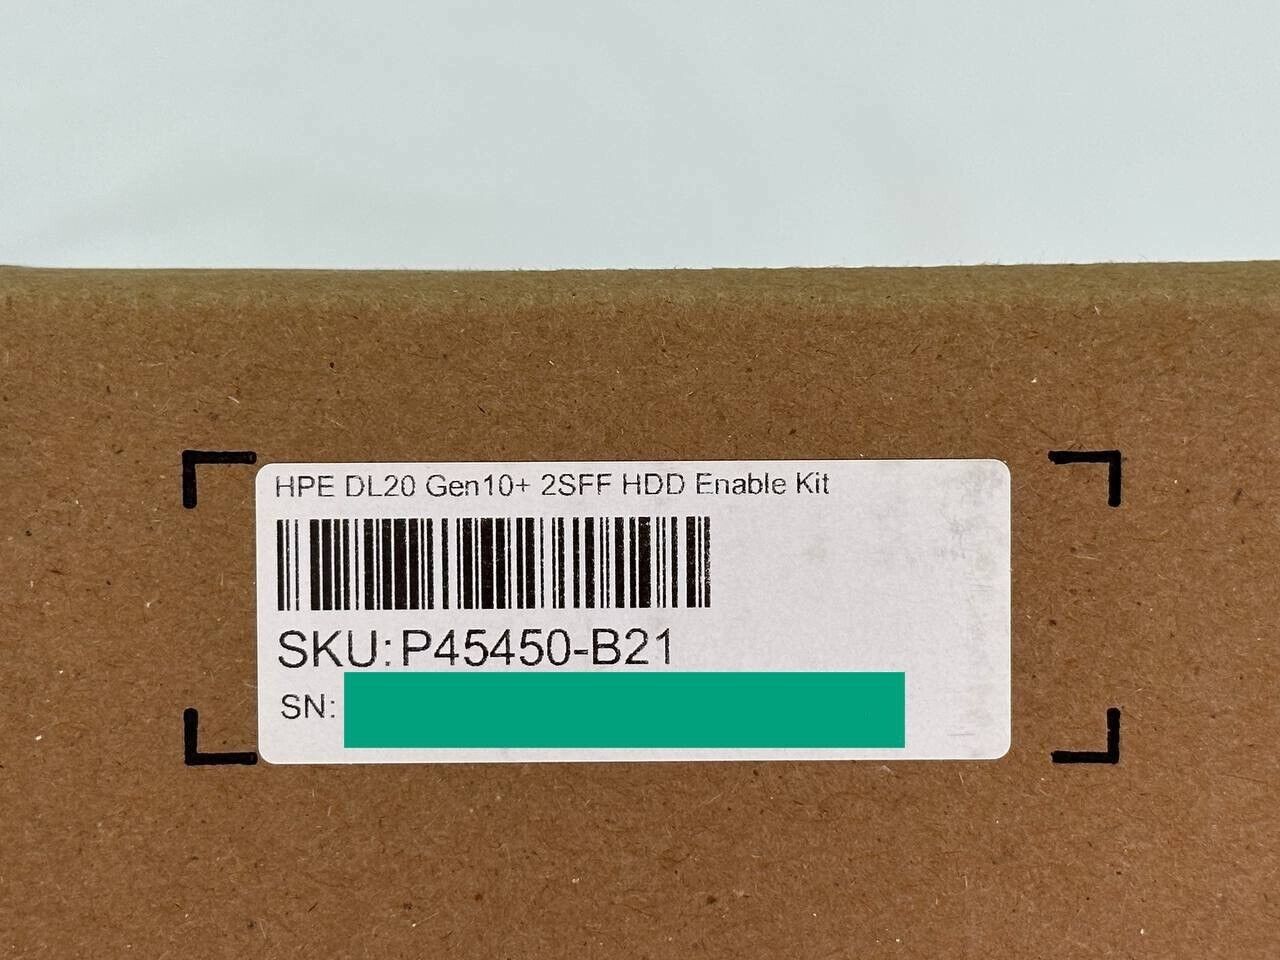 HPE DL20 Gen10+ 2SFF HDD Enable Kit
SKU: P45450-B21
SN: